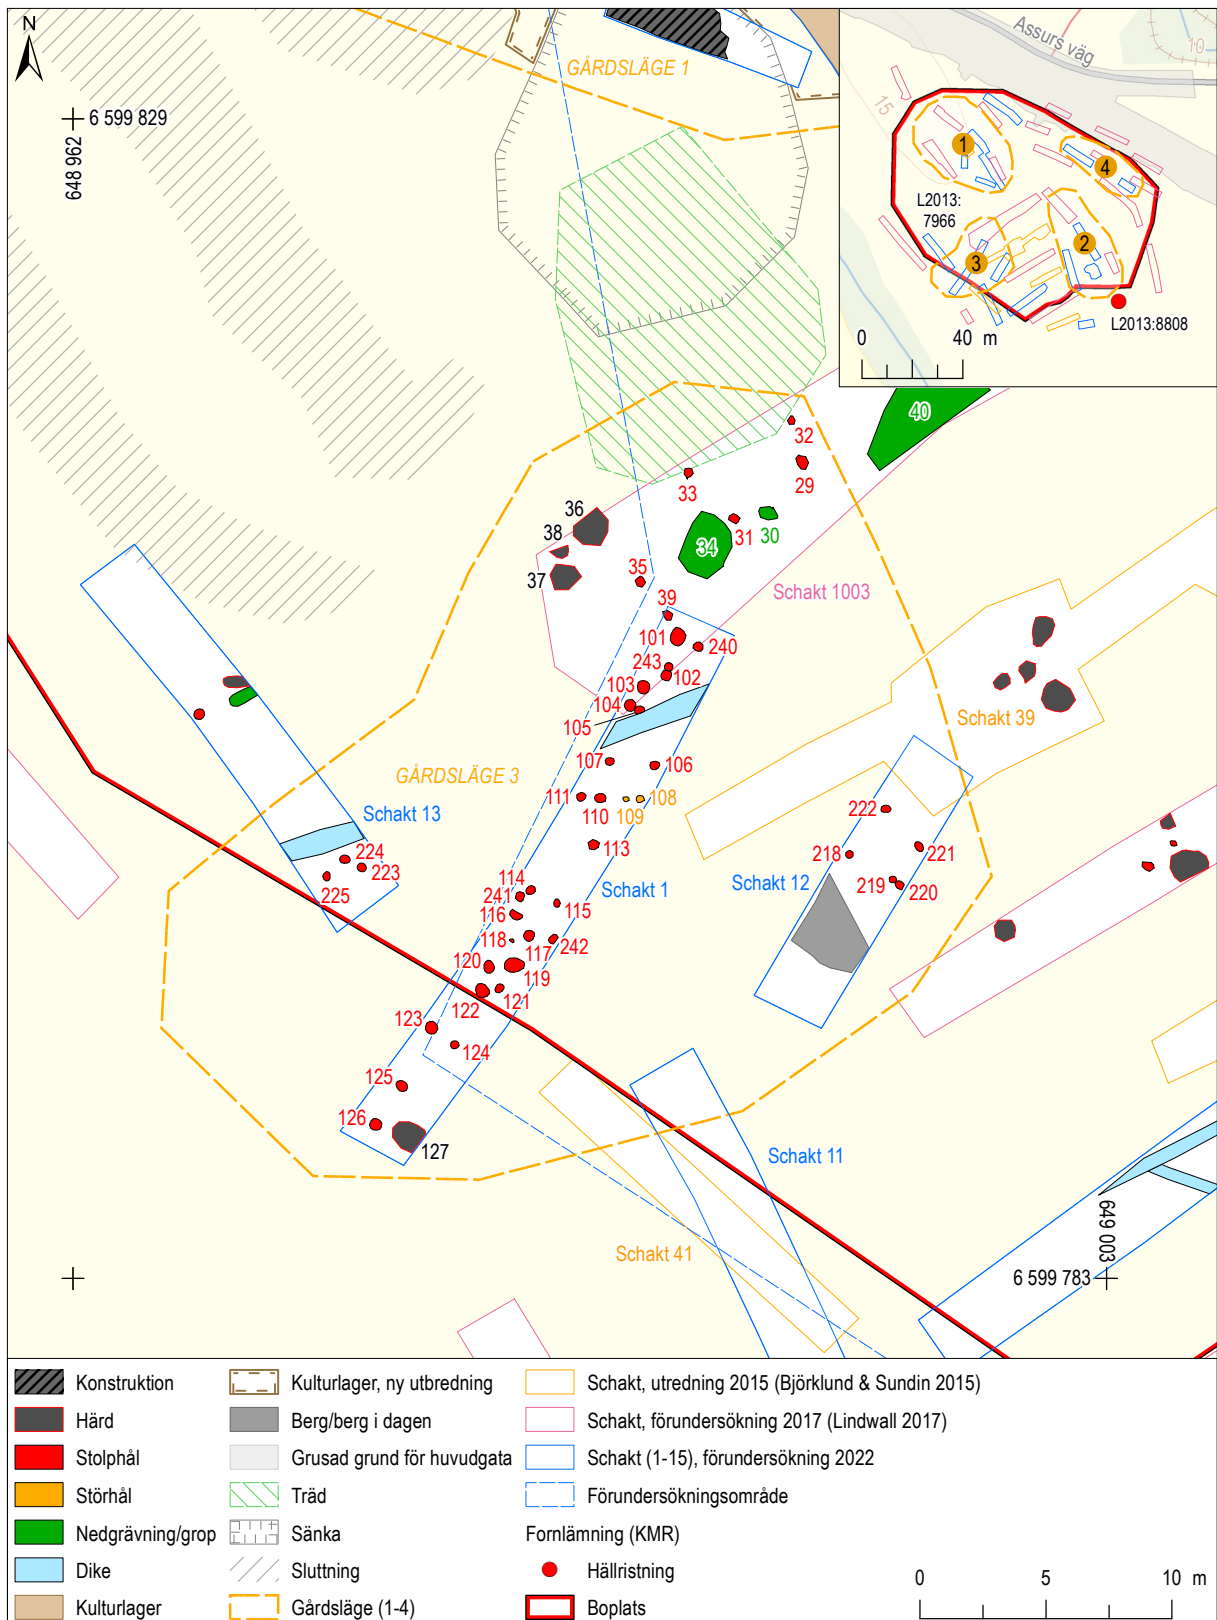 N
6 599 829
648 962
GÅRDSLÄGE 1
Assurs väg
10
15
1
4
L2013:
7966
2
3
L2013:8808
0 40 m
40
32
29
33
36
38
37
34
31
30
35
39
Schakt 1003
101
240
243
102
103
104
105
107
106
GÅRDSLÄGE 3
111
110
109
108
113
Schakt 39
Schakt 13
224
223
225
222
218
221
219
220
Schakt 12
Schakt 1
114
241
116
115
118
117
242
120
119
122
121
123
124
125
126
127
Schakt 11
Schakt 41
649 003
6 599 783
Konstruktion
Härd
Stolphål
Störhål
Nedgrävning/grop
Dike
Kulturlager
Kulturlager, ny utbredning
Berg/berg i dagen
Grusad grund för huvudgata
Träd
Sänka
Sluttning
Gårdsläge (1-4)
Schakt, utredning 2015 (Björklund & Sundin 2015)
Schakt, förundersökning 2017 (Lindwall 2017)
Schakt (1-15), förundersökning 2022
Förundersökningsområde
Fornlämning (KMR)
Hällristning
Boplats
0 5 10 m